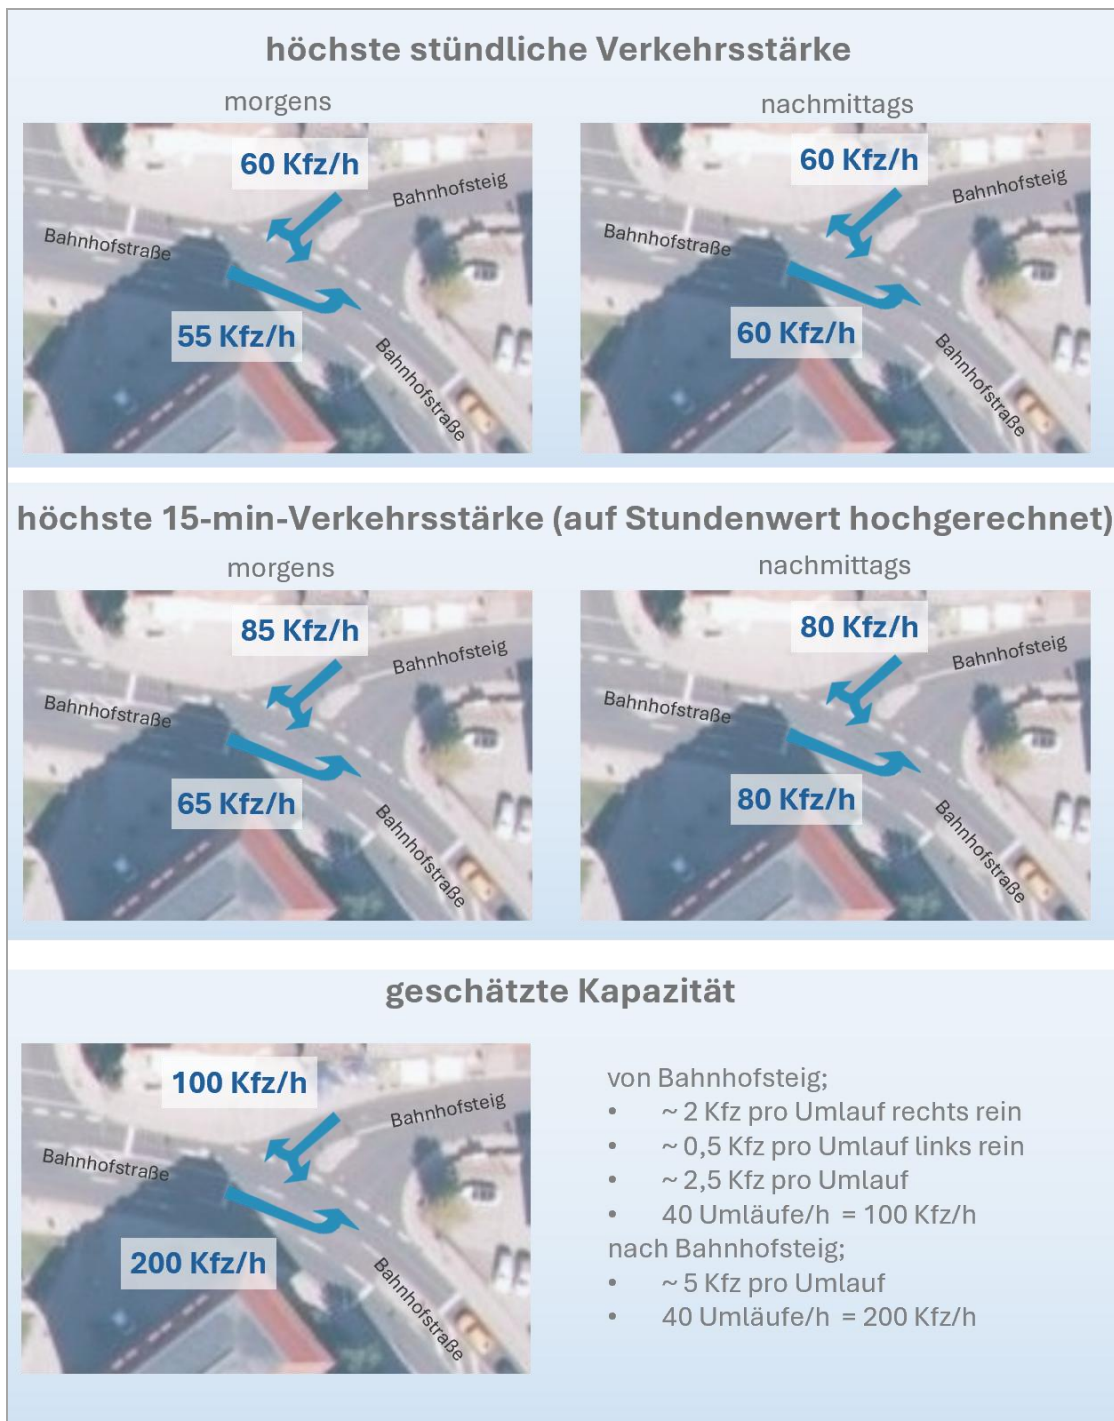 höchste stündliche Verkehrsstärke
morgens
60 Kfz/h
Bahnhofsteig
Bahnhofstraße
55 Kfz/h
Bahnhofstraße
nachmittags
60 Kfz/h
Bahnhofsteig
Bahnhofstraße
60 Kfz/h
Bahnhofstraße
höchste 15-min-Verkehrsstärke (auf Stundenwert hochgerechnet)
morgens
85 Kfz/h
Bahnhofsteig
Bahnhofstraße
65 Kfz/h
Bahnhofstraße
nachmittags
80 Kfz/h
Bahnhofsteig
Bahnhofstraße
80 Kfz/h
Bahnhofstraße
geschätzte Kapazität
100 Kfz/h
Bahnhofsteig
Bahnhofstraße
200 Kfz/h
Bahnhofstraße
von Bahnhofsteig;
• ~ 2 Kfz pro Umlauf rechts rein
• ~ 0,5 Kfz pro Umlauf links rein
• ~ 2,5 Kfz pro Umlauf
• 40 Umläufe/h = 100 Kfz/h
nach Bahnhofsteig;
• ~ 5 Kfz pro Umlauf
• 40 Umläufe/h = 200 Kfz/h